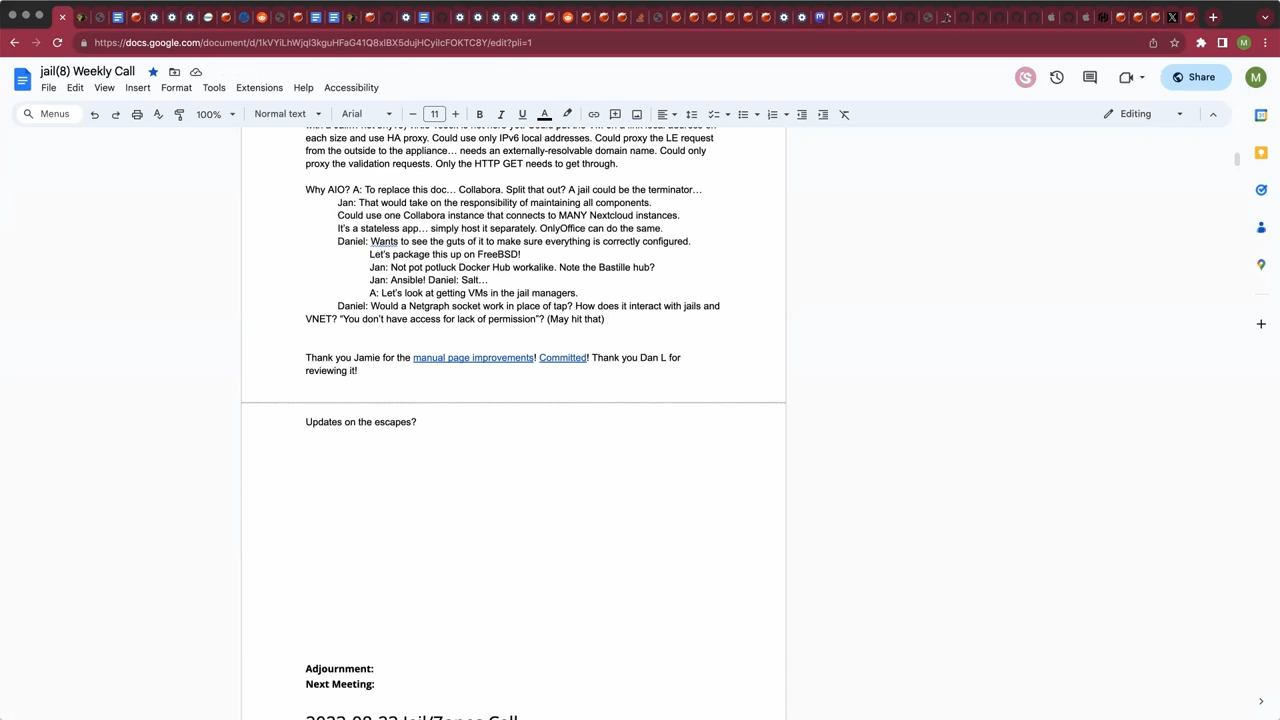 https://docs.google.com/document/d/1kVYiLhWjql3kguHFaG41Q8xlBX5dujHCyilcFOKTC8Y/edit?pli=1
jail(8) Weekly Call
File Edit View Insert Format Tools Extensions Help Accessibility
Share
M
Menus 100% Normal text Arial 11 Editing
each size and use HA proxy. Could use only IPv6 local addresses. Could proxy the LE request
from the outside to the appliance… needs an externally-resolvable domain name. Could only
proxy the validation requests. Only the HTTP GET needs to get through.
Why AIO? A: To replace this doc… Collabora. Split that out? A jail could be the terminator…
Jan: That would take on the responsibility of maintaining all components.
Could use one Collabora instance that connects to MANY Nextcloud instances.
It's a stateless app… simply host it separately. OnlyOffice can do the same.
Daniel: Wants to see the guts of it to make sure everything is correctly configured.
Let's package this up on FreeBSD!
Jan: Not pot potluck Docker Hub workalike. Note the Bastille hub?
Jan: Ansible! Daniel: Salt…
A: Let's look at getting VMs in the jail managers.
Daniel: Would a Netgraph socket work in place of tap? How does it interact with jails and
VNET? "You don't have access for lack of permission"? (May hit that)
Thank you Jamie for the manual page improvements! Committed! Thank you Dan L for
reviewing it!
Updates on the escapes?
Adjournment:
Next Meeting:
2023-08-22 Jail/Zones Call